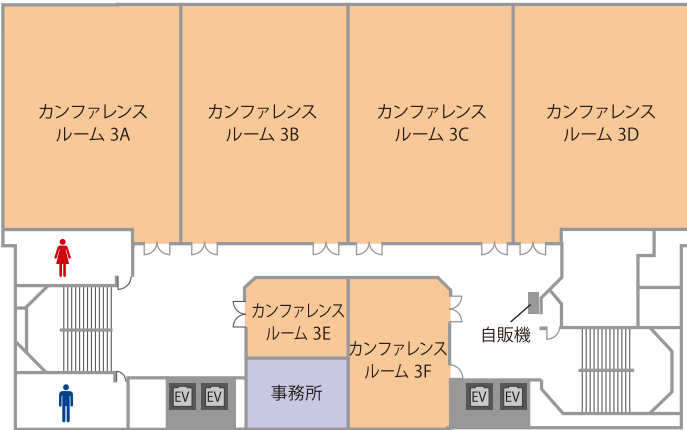 カンファレンス
ルーム 3A
カンファレンス
ルーム 3B
カンファレンス
ルーム 3C
カンファレンス
ルーム 3D
カンファレンス
ルーム 3E
カンファレンス
ルーム 3F
自販機
事務所
EV
EV
EV
EV